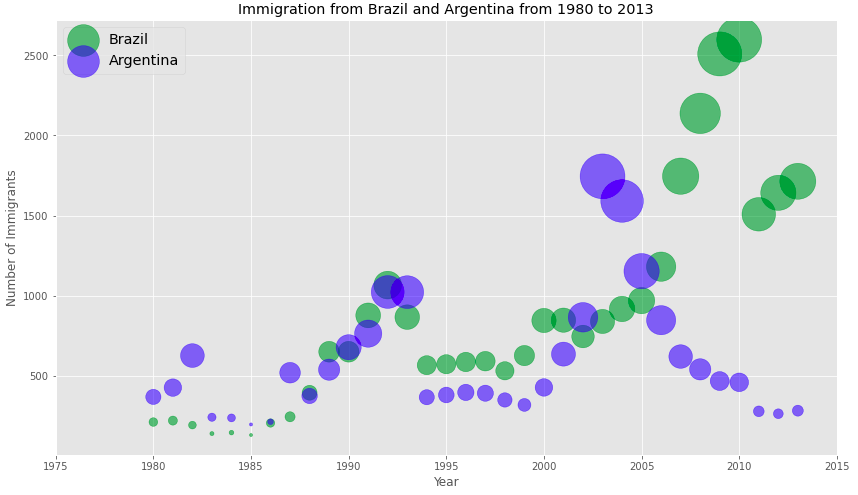 Immigration from Brazil and Argentina from 1980 to 2013
Brazil
Argentina
2500
2000
1500
1000
500
Number of Immigrants
1975 1980 1985 1990 1995 2000 2005 2010 2015
Year